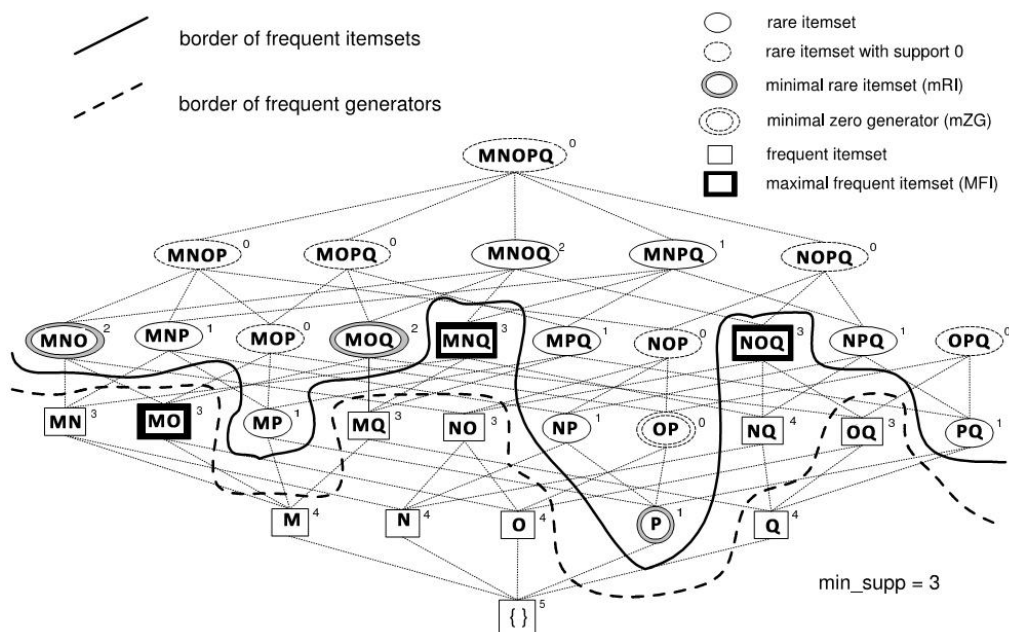 border of frequent itemsets
border of frequent generators
rare itemset
rare itemset with support 0
minimal rare itemset (mRI)
minimal zero generator (mZG)
frequent itemset
maximal frequent itemset (MFI)
MNOPQ 0
MNOP 0 MOPQ 0 MNOQ 2 MNPQ 1 NOPQ 0
MNO 2 MNP 1 MOP 0 MOQ 2 MNQ 3 MPQ 1 NOP 0 NOQ 3 NPQ 1 OPQ 0
MN 3 MO 3 MP 1 MQ 3 NO 3 NP 1 OP 0 NQ 4 OQ 3 PQ 1
M 4 N 4 O 4 P 1 Q 4
min_supp = 3
{ } 5